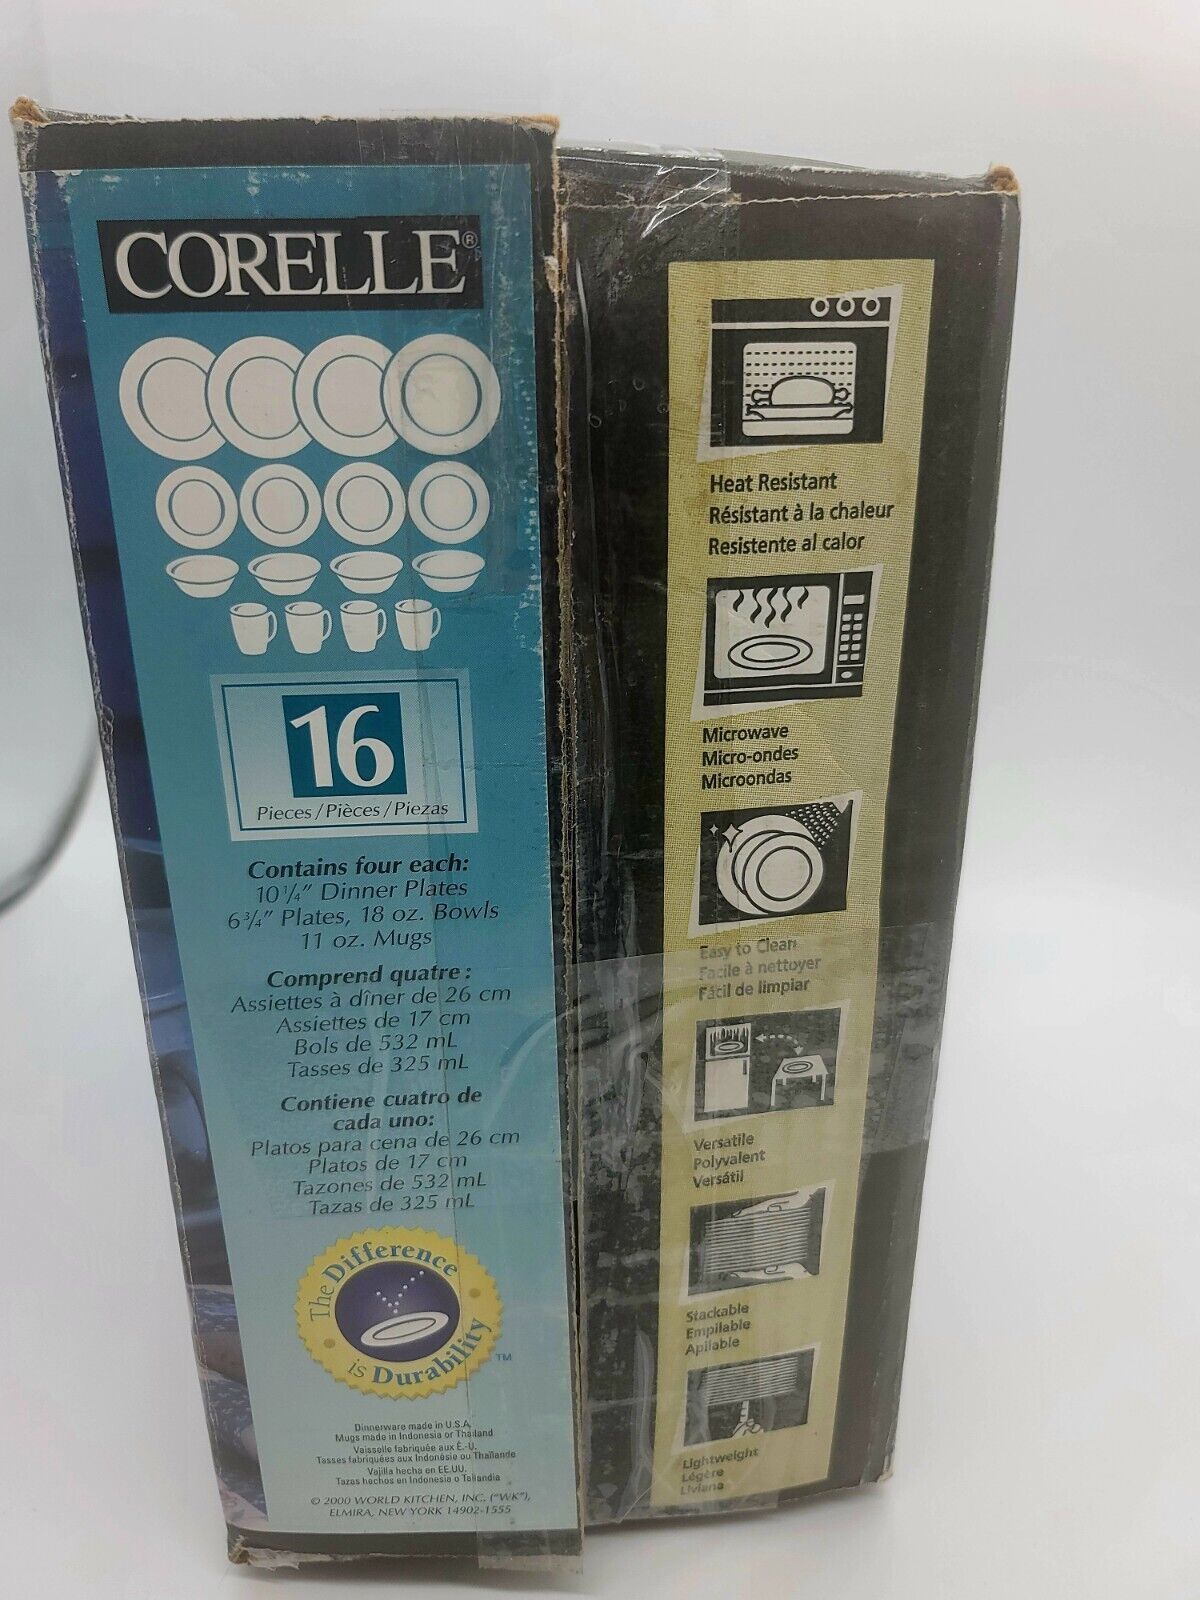 CORELLE®
16
Pieces / Pièces / Piezas
Contains four each:
10 1/4" Dinner Plates
6 3/4" Plates, 18 oz. Bowls
11 oz. Mugs
Comprend quatre :
Assiettes à dîner de 26 cm
Assiettes de 17 cm
Bols de 532 mL
Tasses de 325 mL
Contiene cuatro de
cada uno:
Platos para cena de 26 cm
Platos de 17 cm
Tazones de 532 mL
Tazas de 325 mL
The Difference
is Durability ™
Dinnerware made in U.S.A.
Mugs made in Indonesia or Thailand
Vaisselle fabriquée aux É.-U.
Tasses fabriquées aux Indonésie ou Thaïlande
Vajilla hecha en EE.UU.
Tazas hechos en Indonesia o Tailandia
© 2000 WORLD KITCHEN, INC. ("WK"),
ELMIRA, NEW YORK 14902-1555
Heat Resistant
Résistant à la chaleur
Resistente al calor
Microwave
Micro-ondes
Microondas
Easy to Clean
Facile à nettoyer
Fácil de limpiar
Versatile
Polyvalent
Versátil
Stackable
Empilable
Apilable
Lightweight
Légère
Liviana